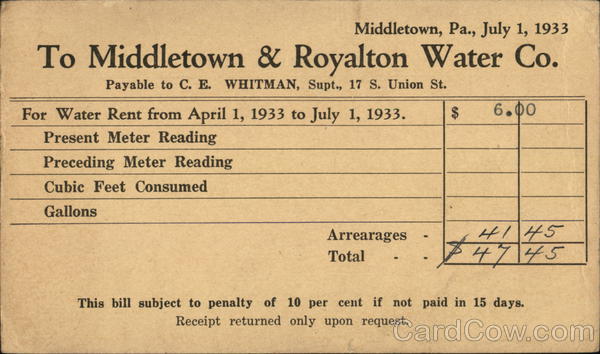 Middletown, Pa., July 1, 1933
To Middletown & Royalton Water Co.
Payable to C. E. WHITMAN, Supt., 17 S. Union St.
For Water Rent from April 1, 1933 to July 1, 1933. $ 6.00
Present Meter Reading
Preceding Meter Reading
Cubic Feet Consumed
Gallons
Arrearages - 41 45
Total - - $ 47 45
This bill subject to penalty of 10 per cent if not paid in 15 days.
Receipt returned only upon request.
CardCow.com